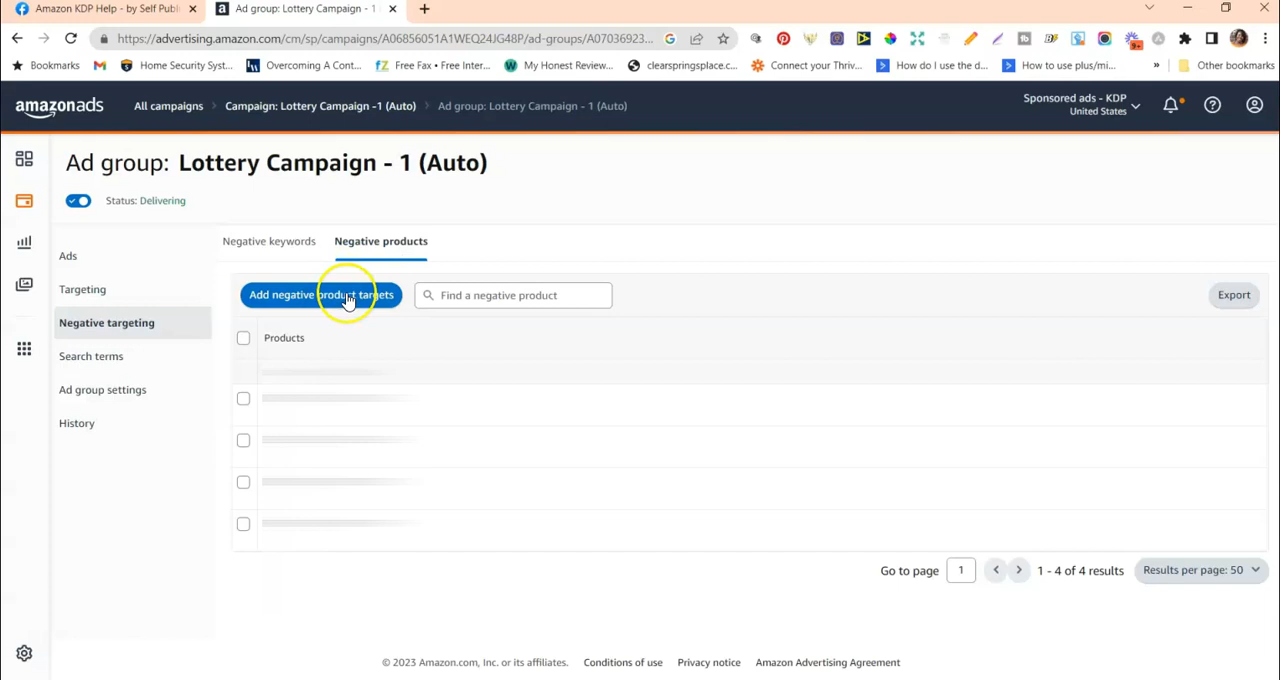 Amazon KDP Help - by Self Publ
Ad group: Lottery Campaign - 1
https://advertising.amazon.com/cm/sp/campaigns/A06856051A1WEQ24JG48P/ad-groups/A07036923...
Bookmarks
Home Security Syst...
Overcoming A Cont...
Free Fax • Free Inter...
My Honest Review...
clearspringsplace.c...
Connect your Thriv...
How do I use the d...
How to use plus/mi...
»
Other bookmarks
amazonads
All campaigns
Campaign: Lottery Campaign -1 (Auto)
Ad group: Lottery Campaign - 1 (Auto)
Sponsored ads - KDP
United States
Ad group: Lottery Campaign - 1 (Auto)
Status: Delivering
Ads
Targeting
Negative targeting
Search terms
Ad group settings
History
Negative keywords
Negative products
Add negative product targets
Find a negative product
Export
Products
Go to page
1
1 - 4 of 4 results
Results per page: 50
© 2023 Amazon.com, Inc. or its affiliates.
Conditions of use
Privacy notice
Amazon Advertising Agreement